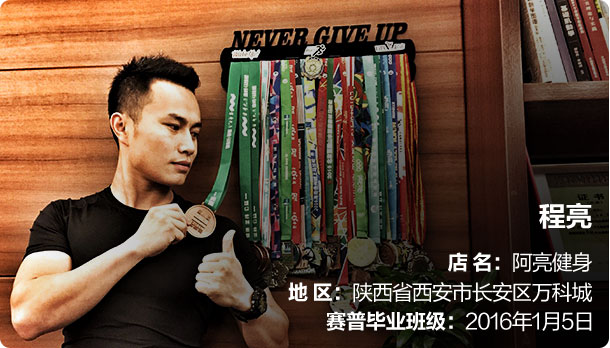 NEVER GIVE UP
程亮
店 名：阿亮健身
地 区：陕西省西安市长安区万科城
赛普毕业班级：2016年1月5日